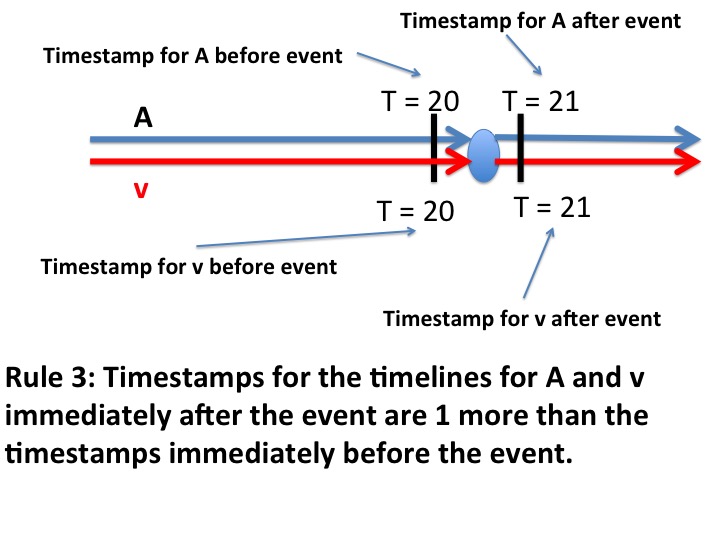 Timestamp for A after event
Timestamp for A before event
T = 20
T = 21
A
v
T = 20
T = 21
Timestamp for v before event
Timestamp for v after event
Rule 3: Timestamps for the timelines for A and v
immediately after the event are 1 more than the
timestamps immediately before the event.